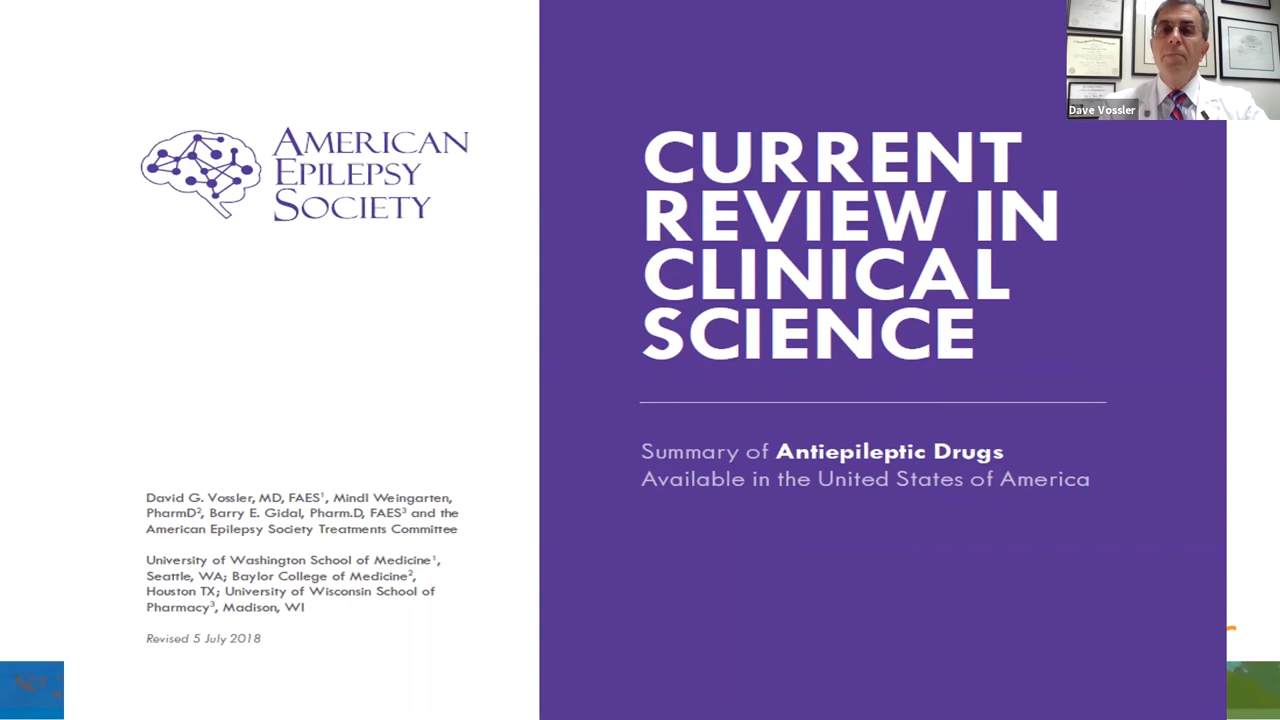 AMERICAN
EPILEPSY
SOCIETY
David G. Vossler, MD, FAES¹, Mindl Weingarten,
PharmD², Barry E. Gidal, Pharm.D, FAES³ and the
American Epilepsy Society Treatments Committee
University of Washington School of Medicine¹,
Seattle, WA; Baylor College of Medicine²,
Houston TX; University of Wisconsin School of
Pharmacy³, Madison, WI
Revised 5 July 2018
CURRENT
REVIEW IN
CLINICAL
SCIENCE
Summary of Antiepileptic Drugs
Available in the United States of America
Dave Vossler